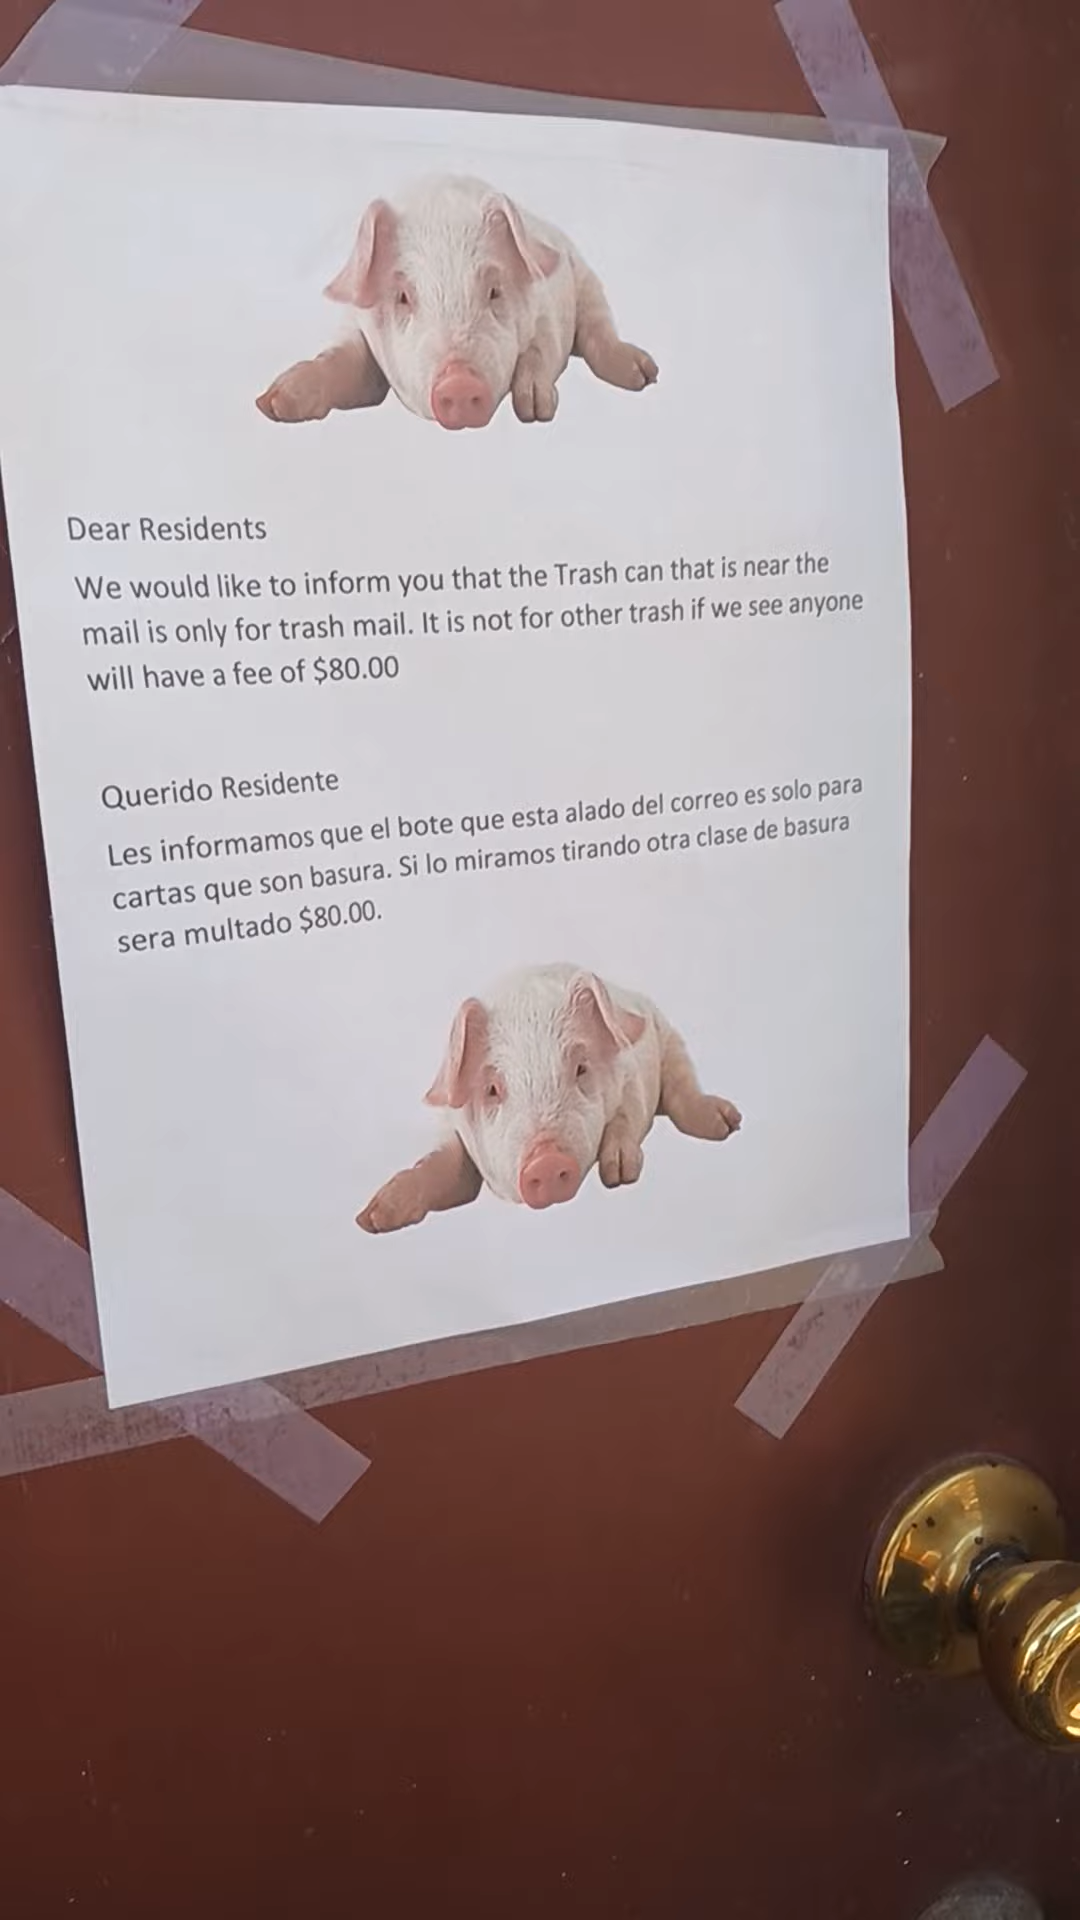 Dear Residents
We would like to inform you that the Trash can that is near the
mail is only for trash mail. It is not for other trash if we see anyone
will have a fee of $80.00
Querido Residente
Les informamos que el bote que esta alado del correo es solo para
cartas que son basura. Si lo miramos tirando otra clase de basura
sera multado $80.00.